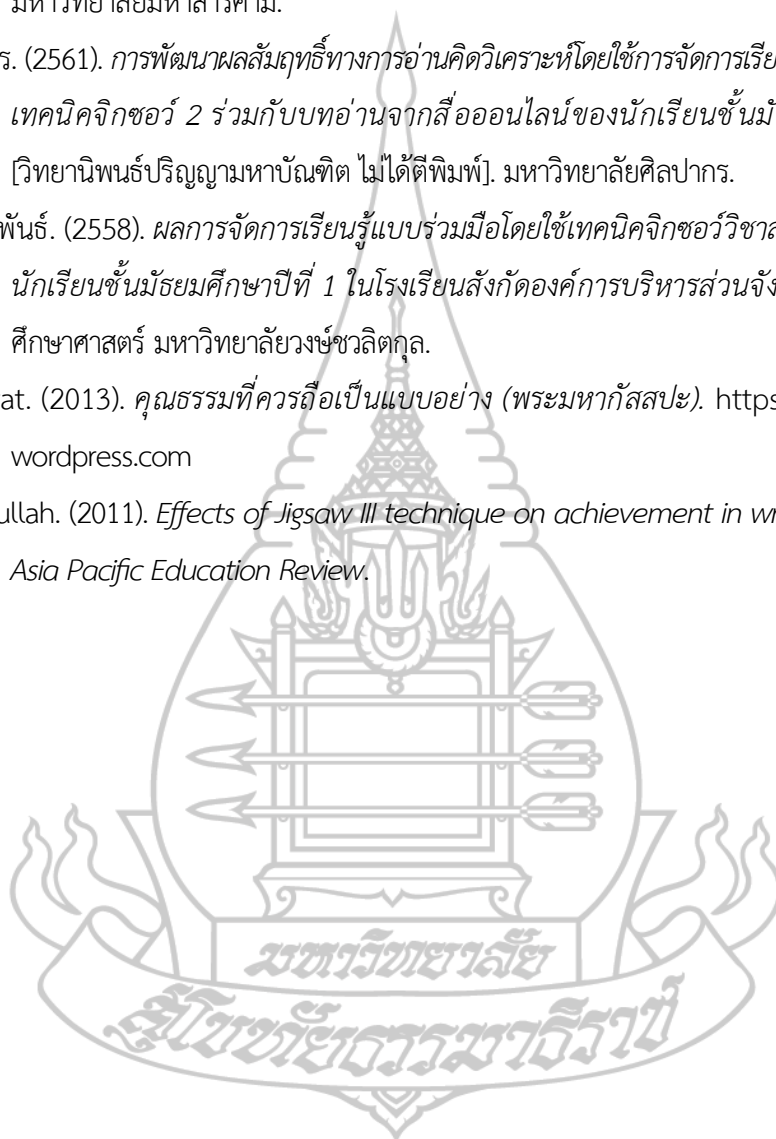 มหาวิทยาลัยมหาสารคาม.
ร. (2561). การพัฒนาผลสัมฤทธิ์ทางการอ่านคิดวิเคราะห์โดยใช้การจัดการเรีย
เทคนิคจิกซอว์ 2 ร่วมกับบทอ่านจากสื่อออนไลน์ของนักเรียนชั้นมั
[วิทยานิพนธ์ปริญญามหาบัณฑิต ไม่ได้ตีพิมพ์]. มหาวิทยาลัยศิลปากร.
พันธ์. (2558). ผลการจัดการเรียนรู้แบบร่วมมือโดยใช้เทคนิคจิกซอว์วิชาส
นักเรียนชั้นมัธยมศึกษาปีที่ 1 ในโรงเรียนสังกัดองค์การบริหารส่วนจัง
ศึกษาศาสตร์ มหาวิทยาลัยวงษ์ชวลิตกุล.
at. (2013). คุณธรรมที่ควรถือเป็นแบบอย่าง (พระมหากัสสปะ). https
wordpress.com
ullah. (2011). Effects of Jigsaw III technique on achievement in wr
Asia Pacific Education Review.
มหาวิทยาลัย
สุโขทัยธรรมาธิราช